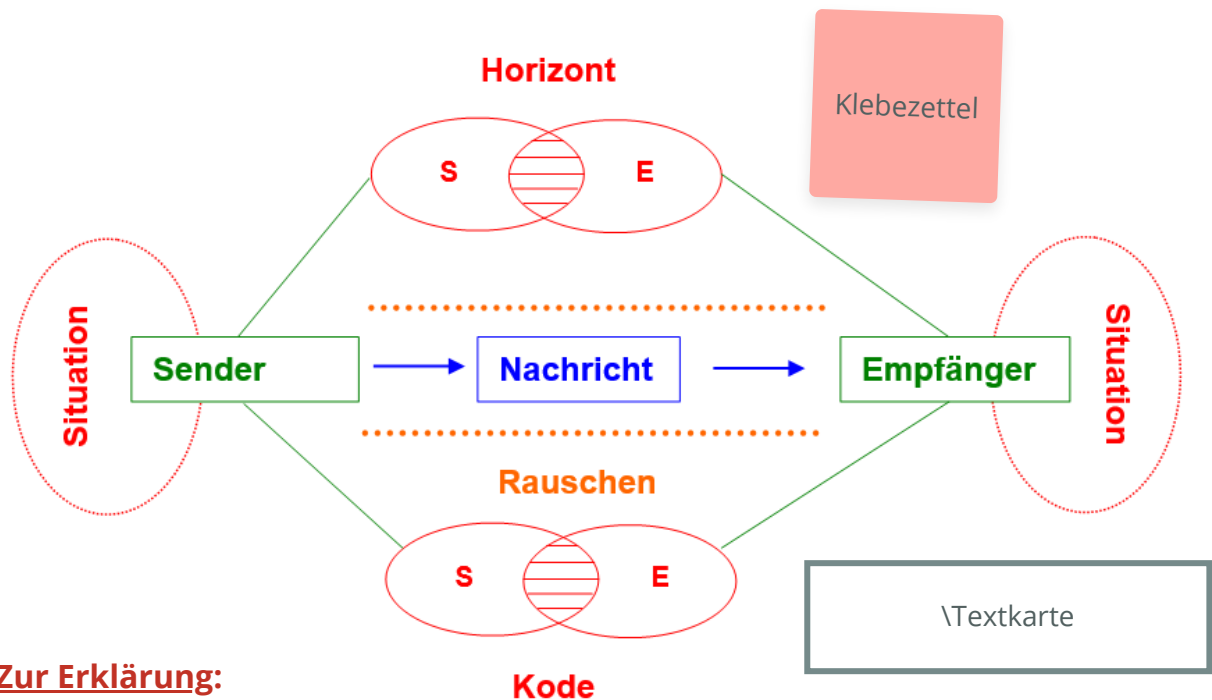 Horizont
Klebezettel
S
E
Situation
Sender
Nachricht
Empfänger
Situation
Rauschen
S
E
\Textkarte
Zur Erklärung:
Kode